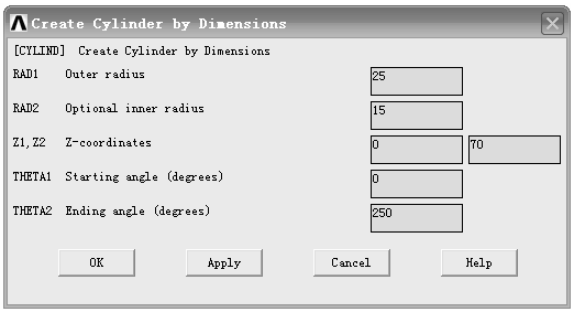 Create Cylinder by Dimensions
[CYLIND] Create Cylinder by Dimensions
RAD1 Outer radius 25
RAD2 Optional inner radius 15
Z1,Z2 Z-coordinates 0 70
THETA1 Starting angle (degrees) 0
THETA2 Ending angle (degrees) 250
OK Apply Cancel Help